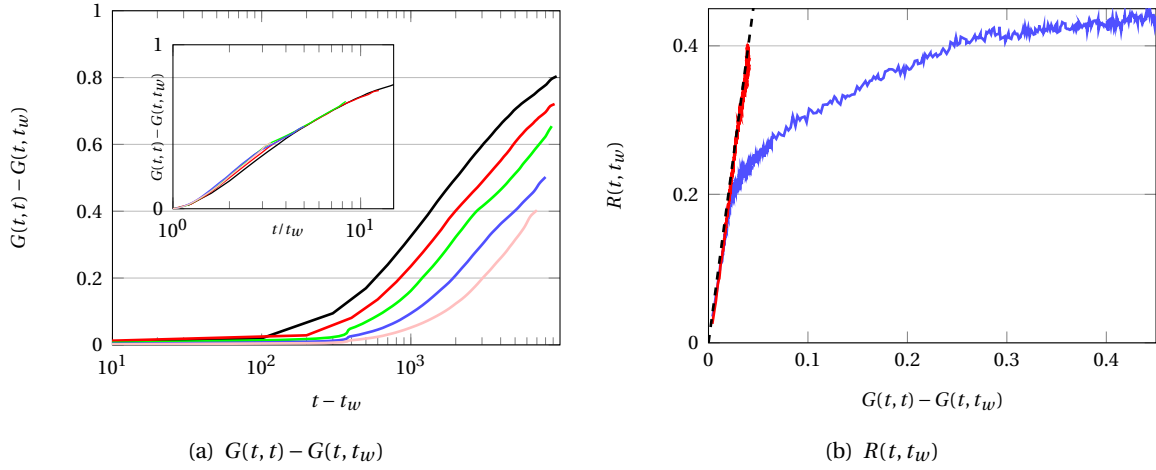 1
0.8
0.6
0.4
0.2
0
G(t, t) − G(t, t_w)
10^1
10^2
10^3
t − t_w
1
0
G(t, t) − G(t, t_w)
10^0
t/t_w
10^1
(a) G(t, t) − G(t, t_w)
0.4
0.2
0
R(t, t_w)
0
0.1
0.2
0.3
0.4
G(t, t) − G(t, t_w)
(b) R(t, t_w)